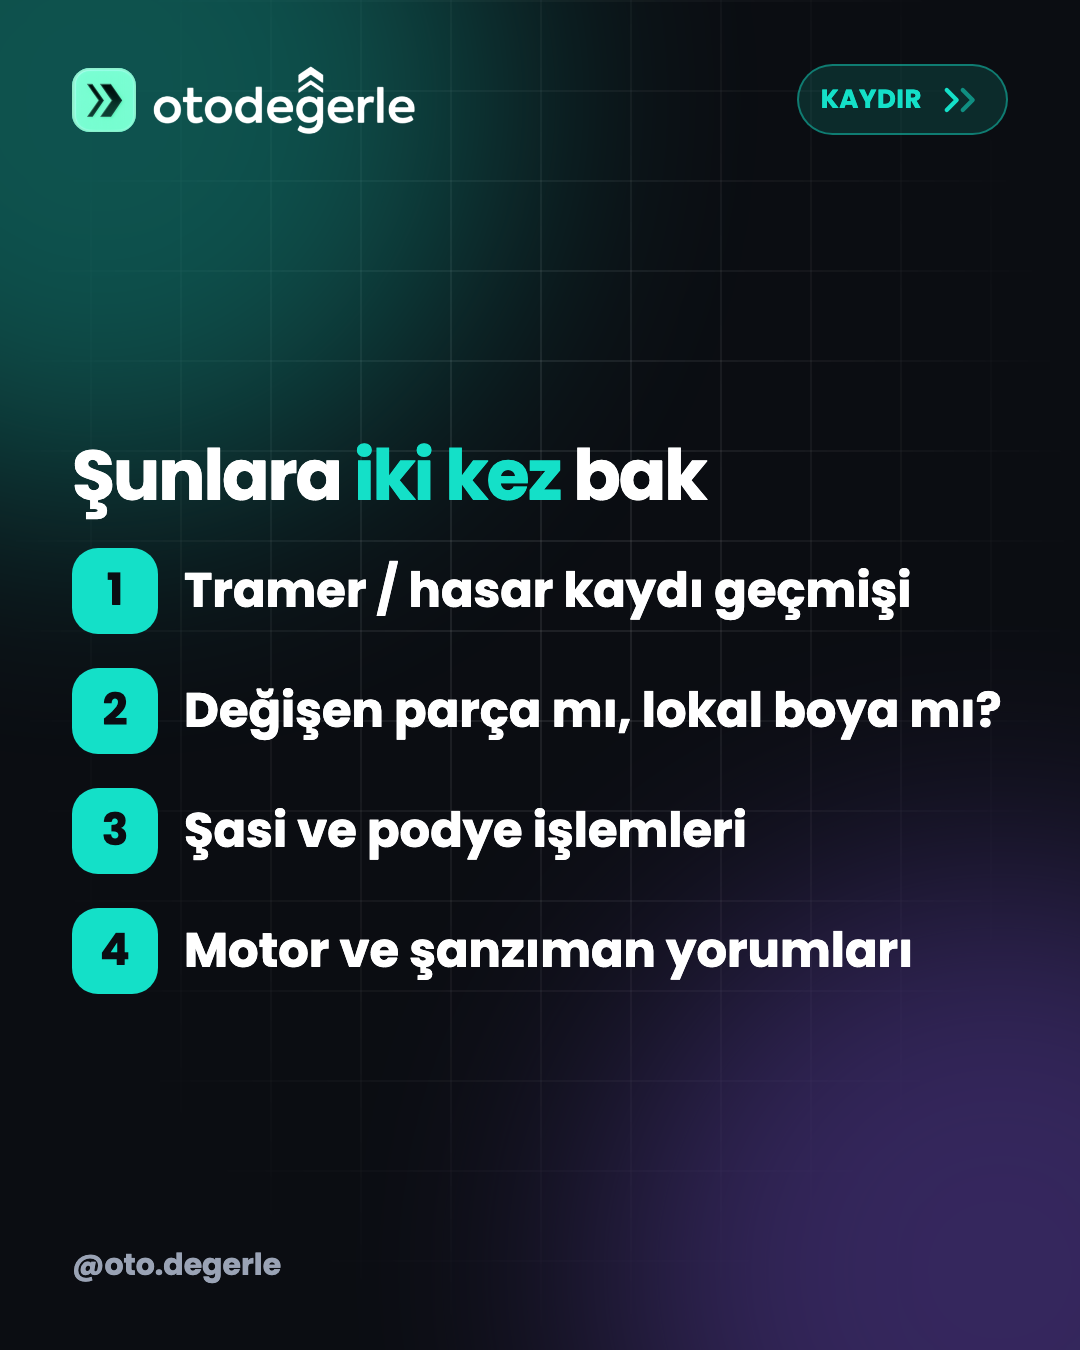 otodeğerle
KAYDIR
Şunlara iki kez bak
1 Tramer / hasar kaydı geçmişi
2 Değişen parça mı, lokal boya mı?
3 Şasi ve podye işlemleri
4 Motor ve şanzıman yorumları
@oto.degerle